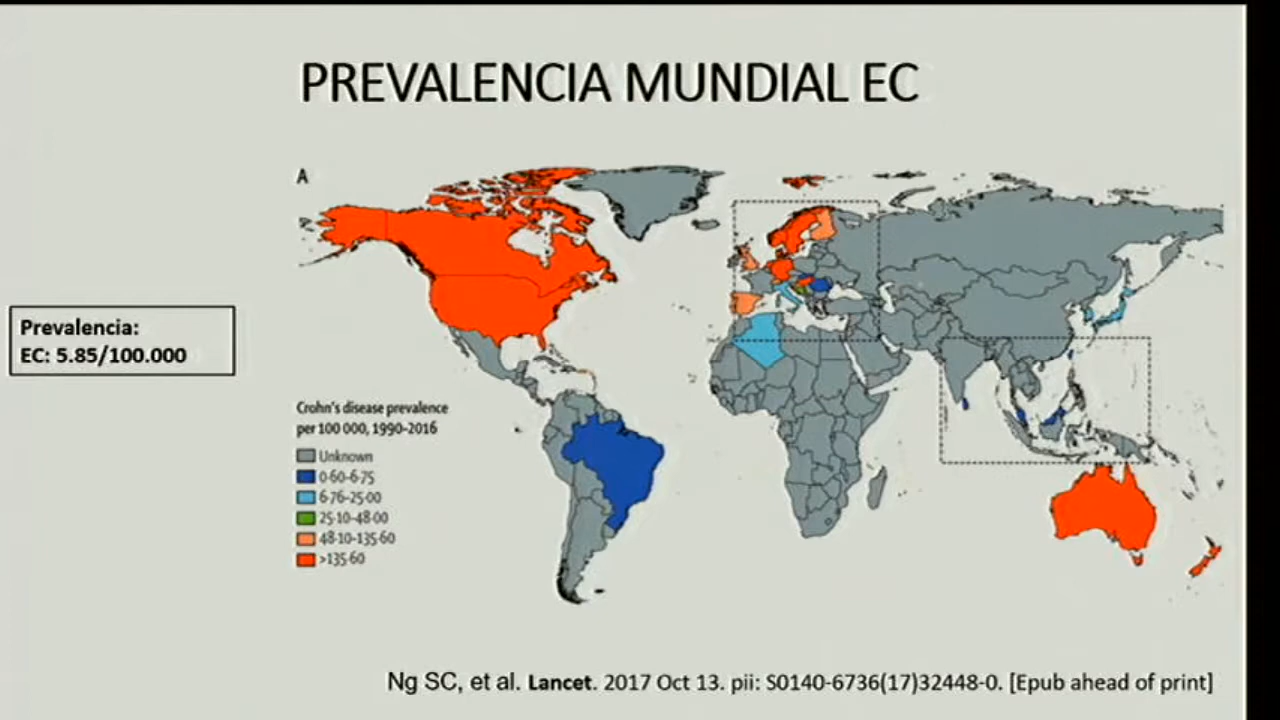 PREVALENCIA MUNDIAL EC
A
Prevalencia:
EC: 5.85/100.000
Crohn's disease prevalence
per 100 000, 1990-2016
Unknown
0·60-6·75
6·76-25·00
25·10-48·00
48·10-135·60
>135·60
Ng SC, et al. Lancet. 2017 Oct 13. pii: S0140-6736(17)32448-0. [Epub ahead of print]